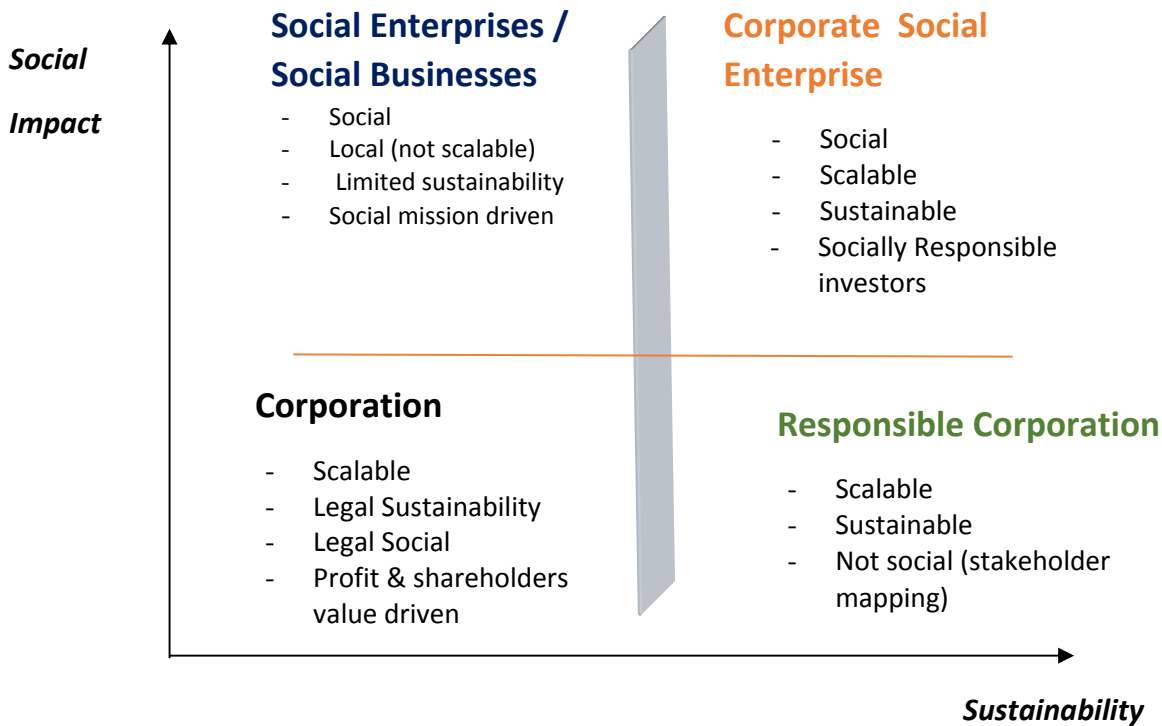 Social
Impact
Social Enterprises /
Social Businesses
- Social
- Local (not scalable)
- Limited sustainability
- Social mission driven
Corporate Social
Enterprise
- Social
- Scalable
- Sustainable
- Socially Responsible
investors
Corporation
- Scalable
- Legal Sustainability
- Legal Social
- Profit & shareholders
value driven
Responsible Corporation
- Scalable
- Sustainable
- Not social (stakeholder
mapping)
Sustainability